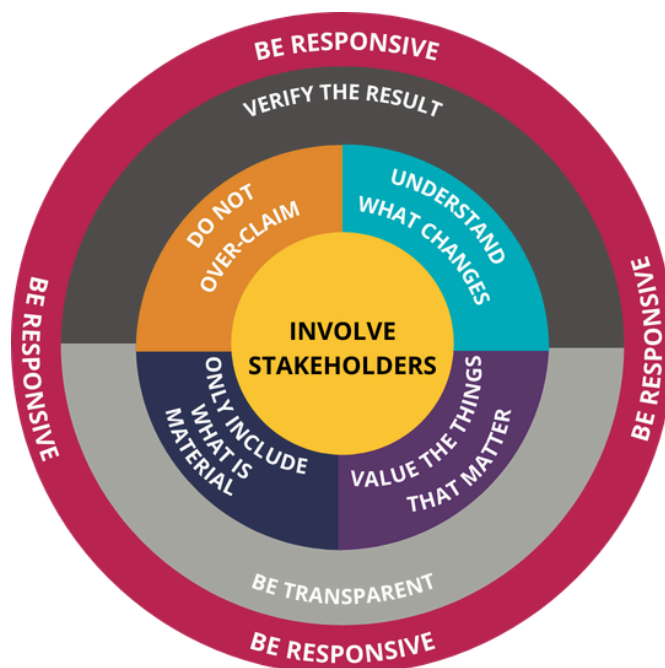 BE RESPONSIVE
VERIFY THE RESULT
DO NOT
OVER-CLAIM
UNDERSTAND
WHAT CHANGES
BE RESPONSIVE
INVOLVE
STAKEHOLDERS
BE RESPONSIVE
ONLY INCLUDE
WHAT IS
MATERIAL
VALUE THE THINGS
THAT MATTER
BE TRANSPARENT
BE RESPONSIVE